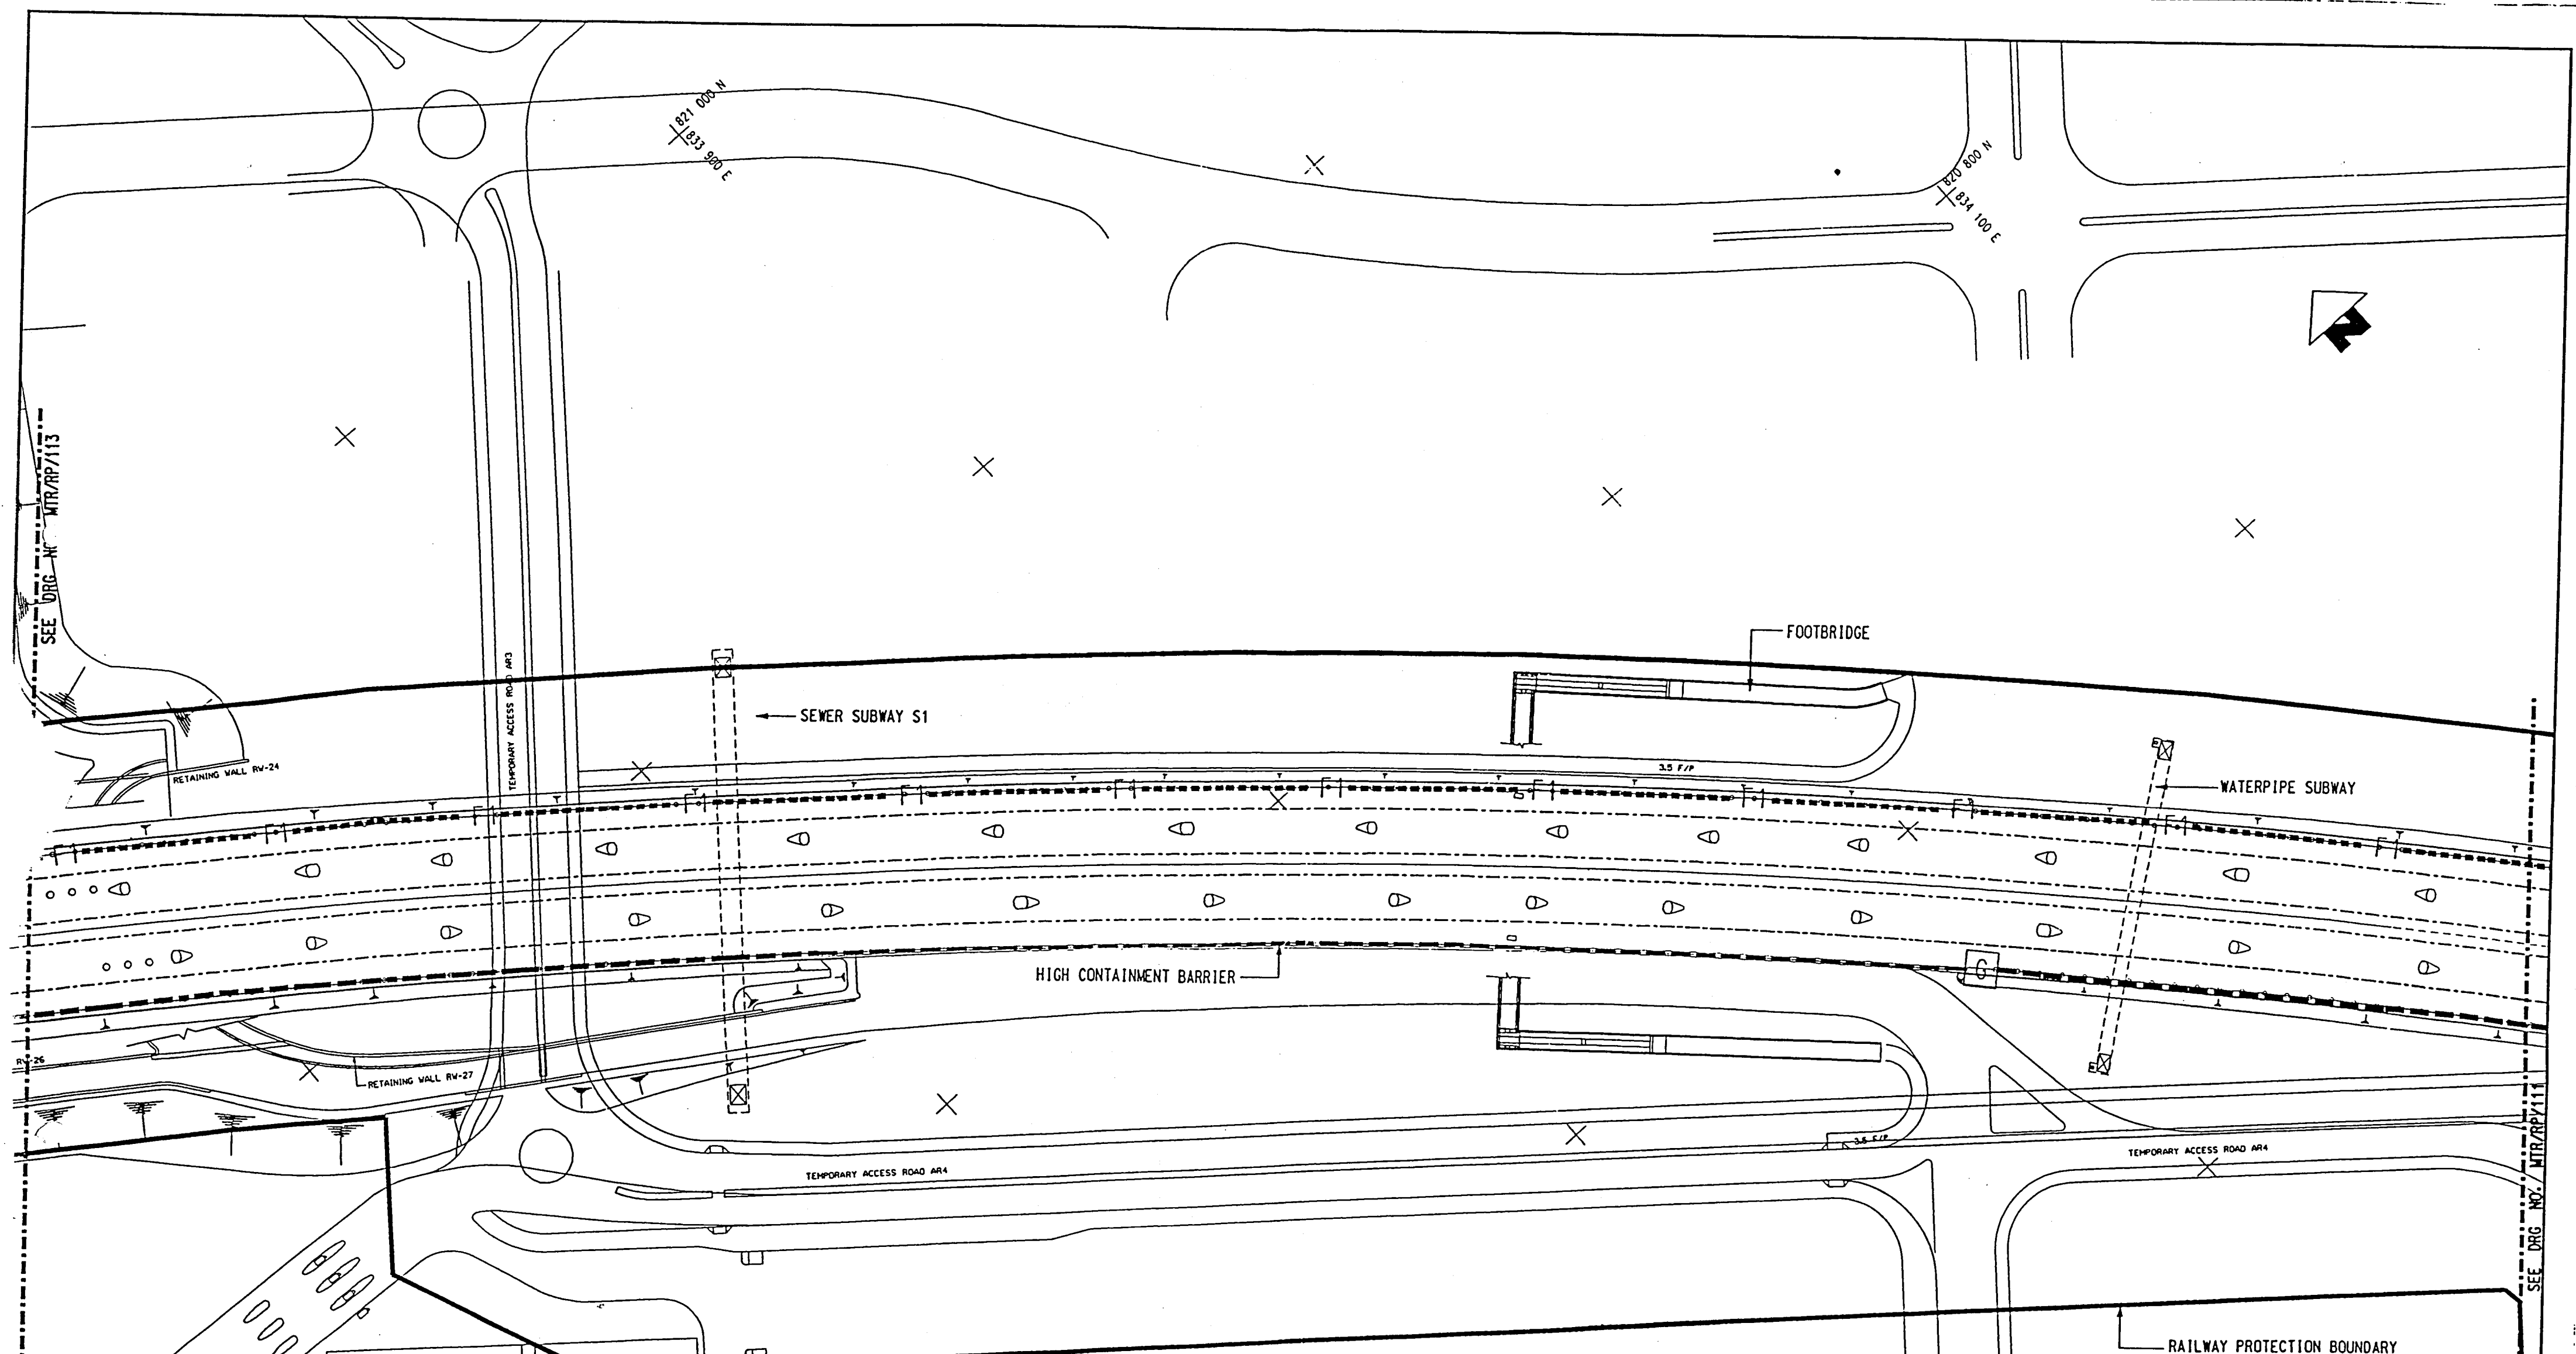 821 000 N
833 900 E
820 800 N
834 100 E
N
SEE DRG NO MTR/RP/113
FOOTBRIDGE
TEMPORARY ACCESS ROAD AR3
SEWER SUBWAY S1
RETAINING WALL RW-24
3.5 F/P
WATERPIPE SUBWAY
HIGH CONTAINMENT BARRIER
G
RW-26
RETAINING WALL RW-27
3.5 F/P
TEMPORARY ACCESS ROAD AR4
TEMPORARY ACCESS ROAD AR4
SEE DRG NO. MTR/RP/111
RAILWAY PROTECTION BOUNDARY